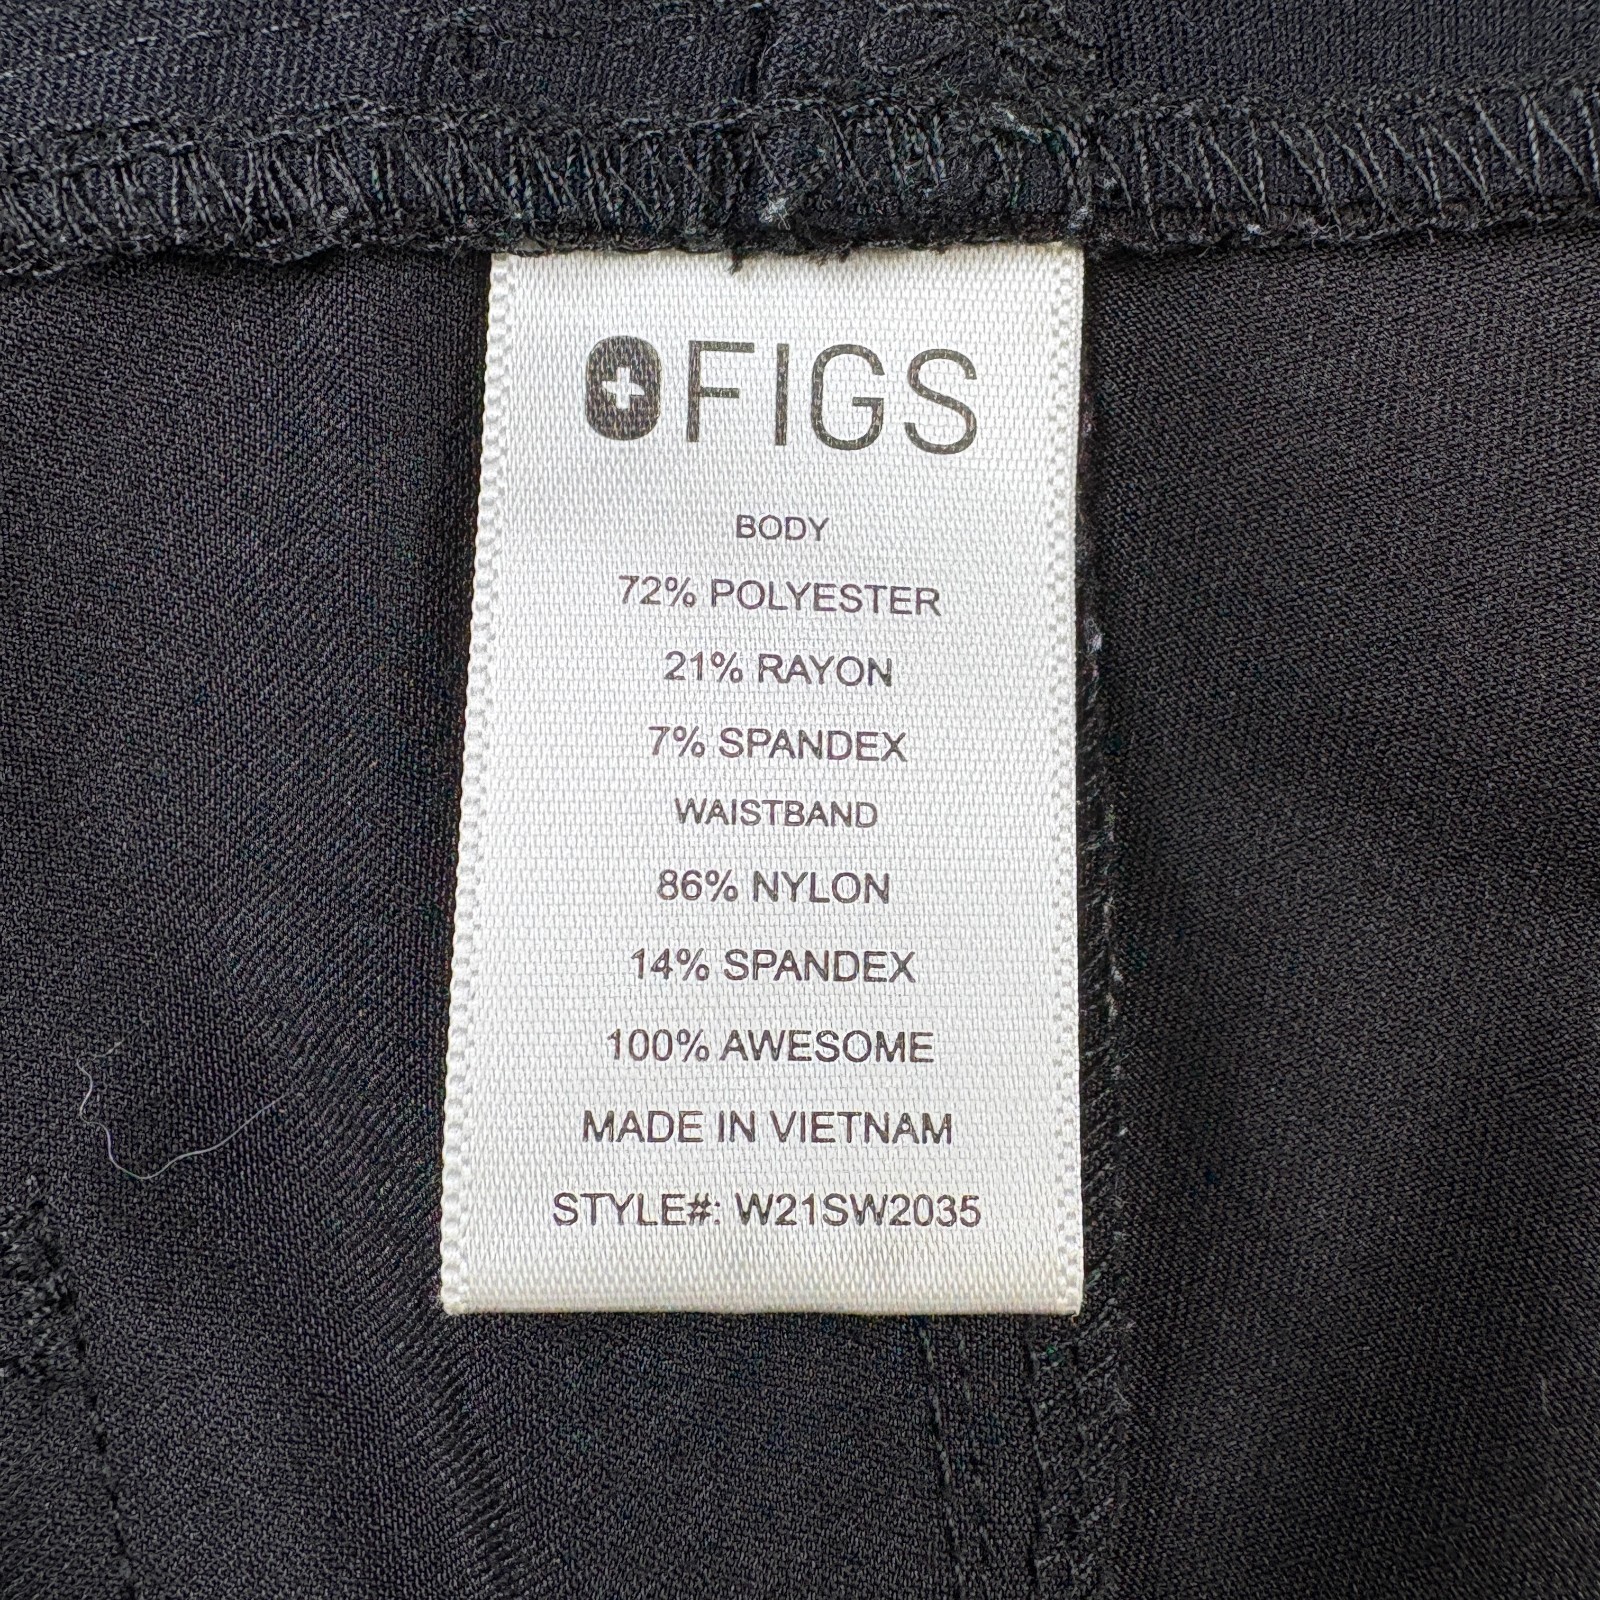 FIGS
BODY
72% POLYESTER
21% RAYON
7% SPANDEX
WAISTBAND
86% NYLON
14% SPANDEX
100% AWESOME
MADE IN VIETNAM
STYLE#: W21SW2035